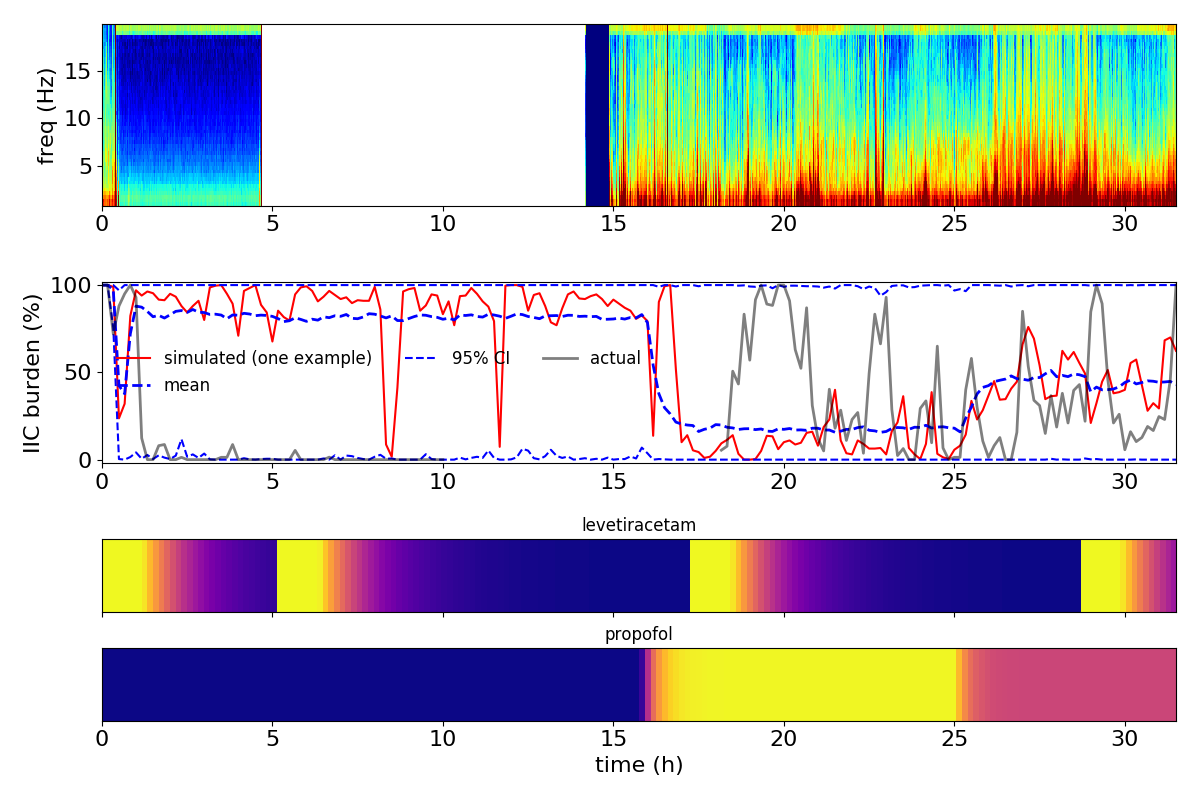 freq (Hz)
15
10
5
0 5 10 15 20 25 30
IIC burden (%)
100
50
0
simulated (one example) 95% CI actual
mean
0 5 10 15 20 25 30
levetiracetam
propofol
0 5 10 15 20 25 30
time (h)